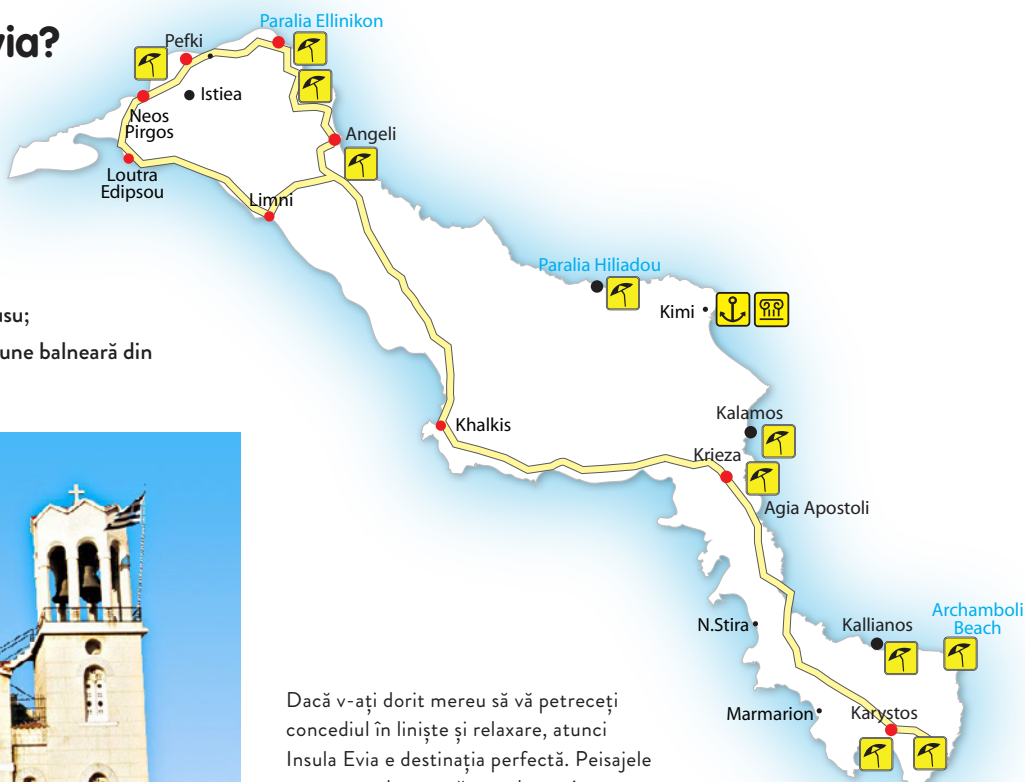 via?
Paralia Ellinikon
Pefki
Istiea
Neos
Pirgos
Angeli
Loutra
Edipsou
Limni
Paralia Hiliadou
Kimi
usu;
une balneară din
Kalamos
Khalkis
Krieza
Agia Apostoli
Archamboli
Beach
N.Stira
Kallianos
Marmarion
Karystos
Dacă v-ați dorit mereu să vă petreceți
concediul în liniște și relaxare, atunci
Insula Evia e destinația perfectă. Peisajele